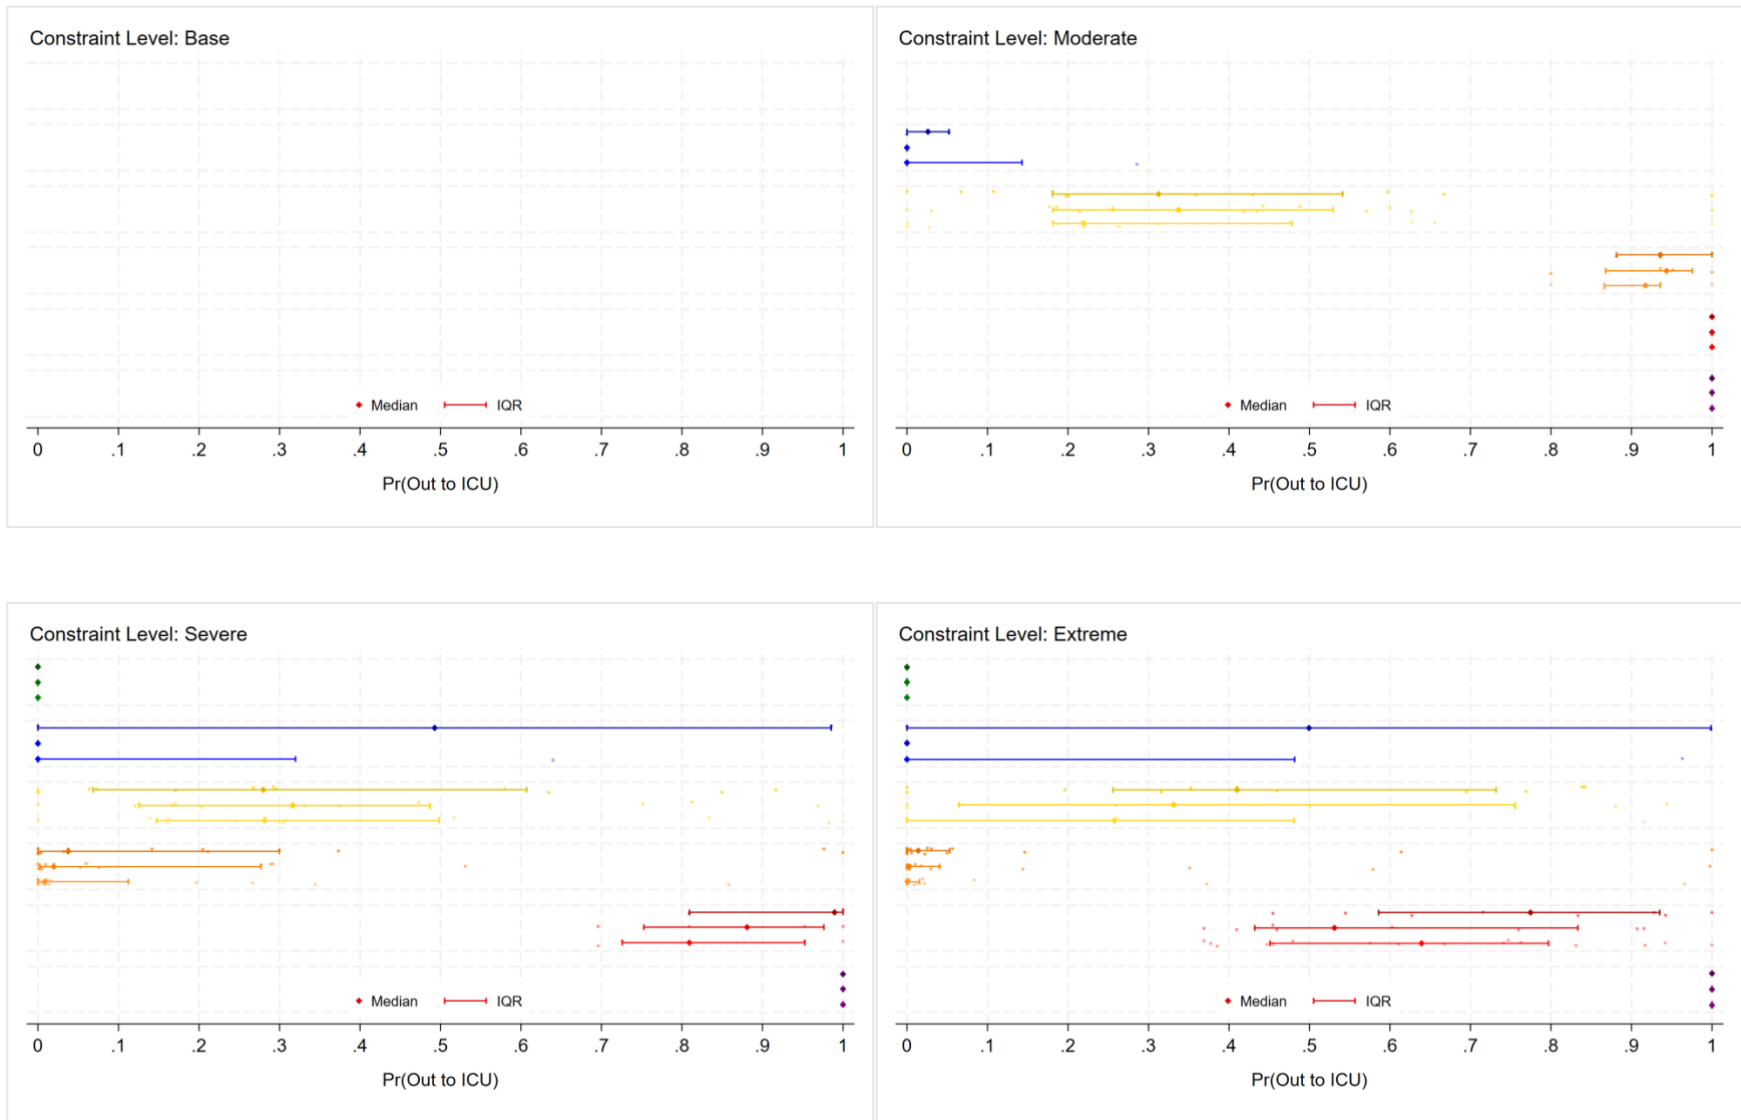 Constraint Level: Base
Median IQR
0 .1 .2 .3 .4 .5 .6 .7 .8 .9 1
Pr(Out to ICU)
Constraint Level: Moderate
Median IQR
0 .1 .2 .3 .4 .5 .6 .7 .8 .9 1
Pr(Out to ICU)
Constraint Level: Severe
Median IQR
0 .1 .2 .3 .4 .5 .6 .7 .8 .9 1
Pr(Out to ICU)
Constraint Level: Extreme
Median IQR
0 .1 .2 .3 .4 .5 .6 .7 .8 .9 1
Pr(Out to ICU)